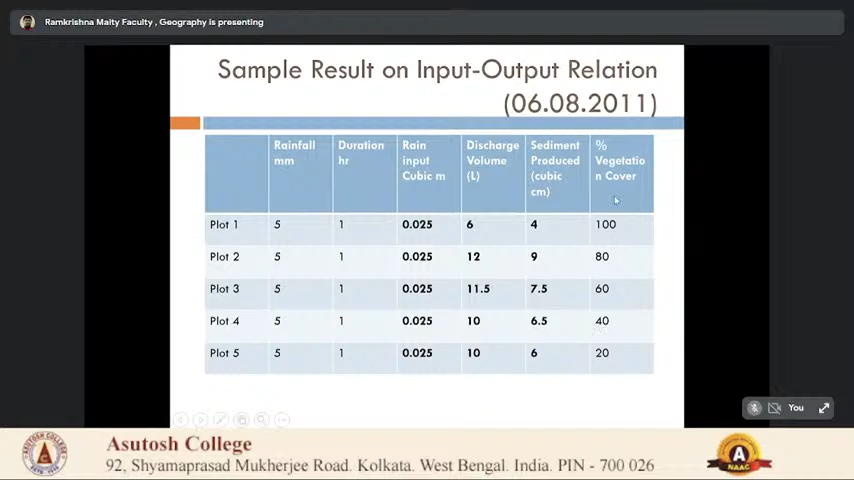 Ramkrishna Maity Faculty , Geography is presenting
Sample Result on Input-Output Relation
(06.08.2011)
Rainfall mm Duration hr Rain input Cubic m Discharge Volume (L) Sediment Produced (cubic cm) % Vegetatio n Cover
Plot 1 5 1 0.025 6 4 100
Plot 2 5 1 0.025 12 9 80
Plot 3 5 1 0.025 11.5 7.5 60
Plot 4 5 1 0.025 10 6.5 40
Plot 5 5 1 0.025 10 6 20
You
Asutosh College
92, Shyamaprasad Mukherjee Road. Kolkata. West Bengal. India. PIN - 700 026
A
NAAC